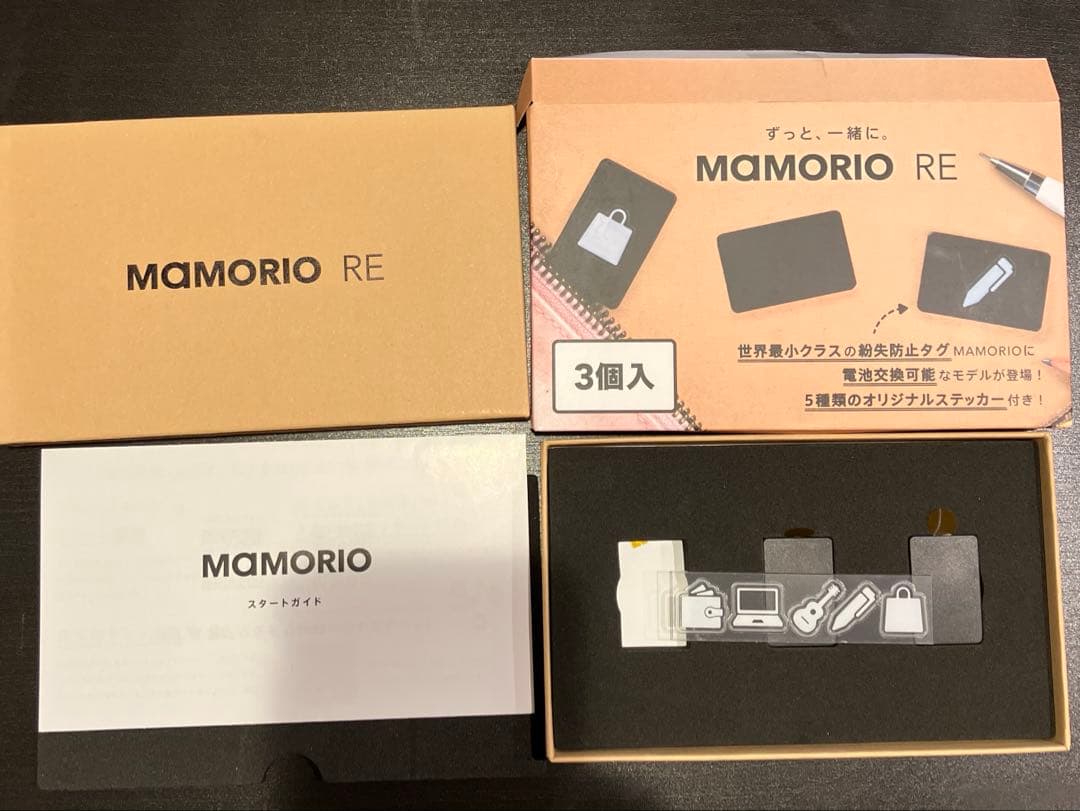 MAMORIO RE
ずっと、一緒に。
MAMORIO RE
3個入
世界最小クラスの紛失防止タグMAMORIOに
電池交換可能なモデルが登場！
5種類のオリジナルステッカー付き！
MAMORIO
スタートガイド